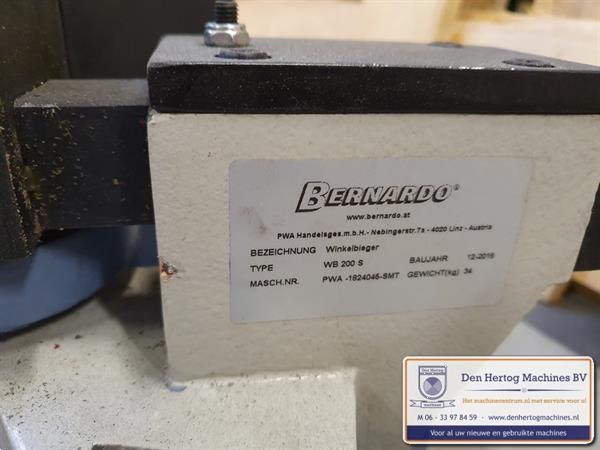 BERNARDO®
www.bernardo.at
PWA Handelsges.m.b.H.- Nebingerstr.7a - 4020 Linz - Austria
BEZEICHNUNG Winkelbieger
TYPE WB 200 S BAUJAHR 12-2016
MASCH.NR. PWA -1624045-SMT GEWICHT(kg) 34
Den Hertog Machines BV
Het machinecentrum.nl met service voor u!
M 06 - 33 97 84 59 • www.denhertogmachines.nl
Voor al uw nieuwe en gebruikte machines